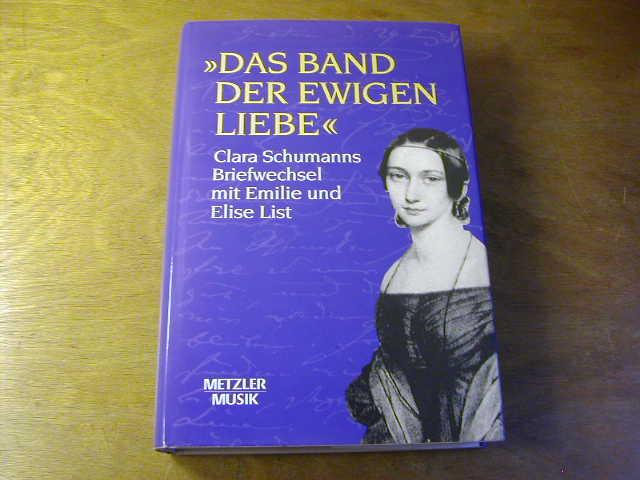 »DAS BAND
DER EWIGEN
LIEBE«
Clara Schumanns
Briefwechsel
mit Emilie und
Elise List
METZLER
MUSIK